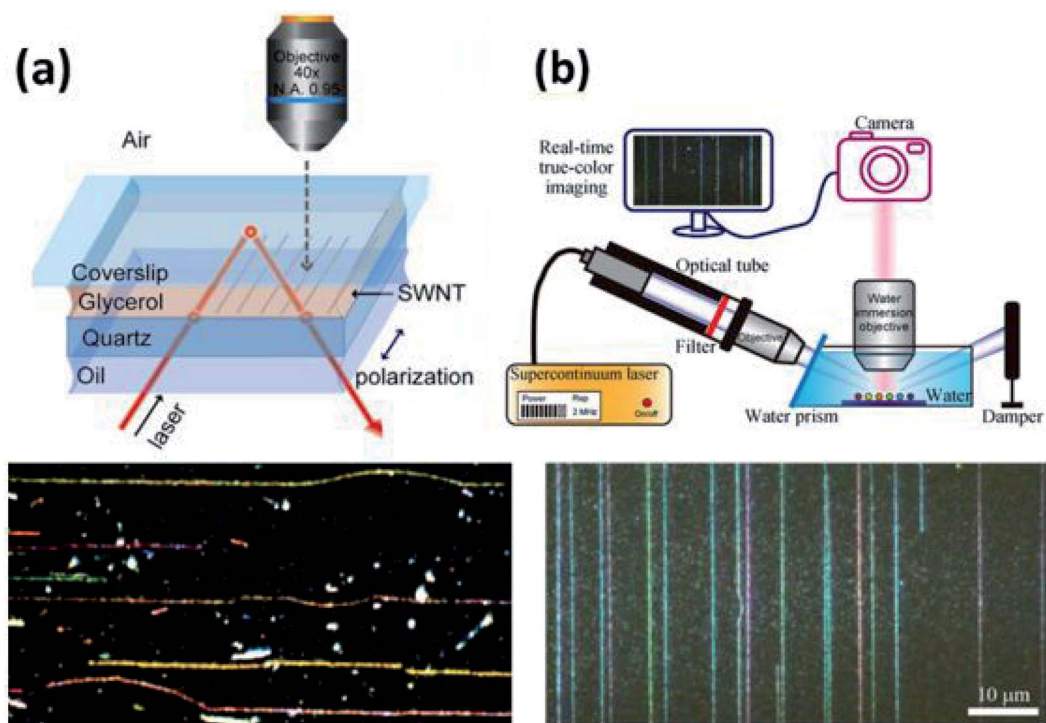 (a)
Objective
40x
N.A. 0.95
Air
Coverslip
Glycerol
SWNT
Quartz
Oil
polarization
laser
(b)
Camera
Real-time
true-color
imaging
Optical tube
Water
immersion
objective
Filter
Objective
Supercontinuum laser
Power
Rep
2 MHz
On/off
Water
Water prism
Damper
10 μm